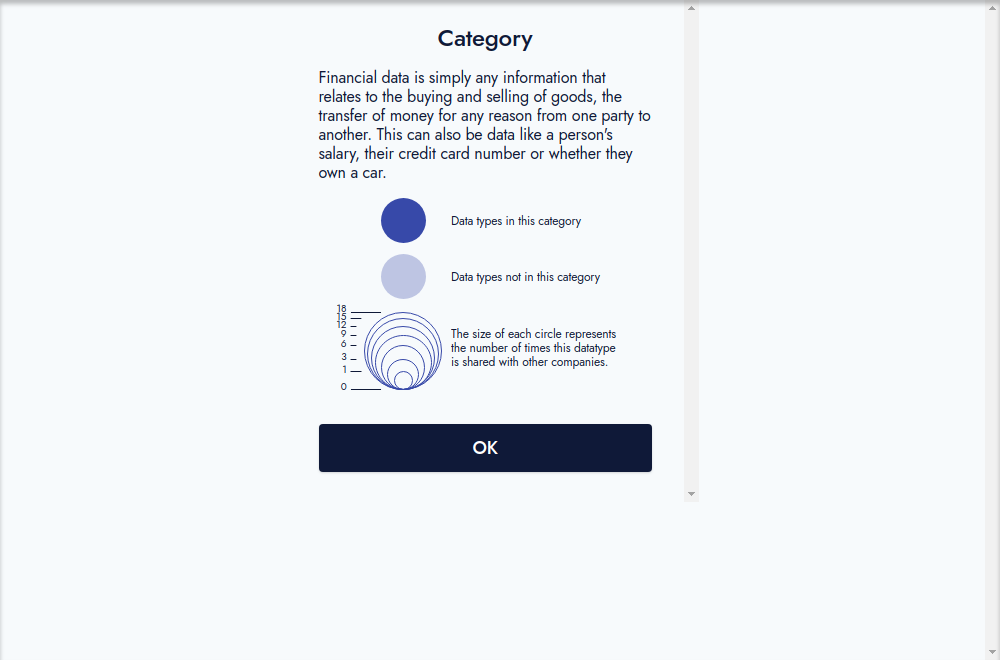 Category
Financial data is simply any information that
relates to the buying and selling of goods, the
transfer of money for any reason from one party to
another. This can also be data like a person's
salary, their credit card number or whether they
own a car.
Data types in this category
Data types not in this category
18
15
12
9
6
3
1
0
The size of each circle represents
the number of times this datatype
is shared with other companies.
OK